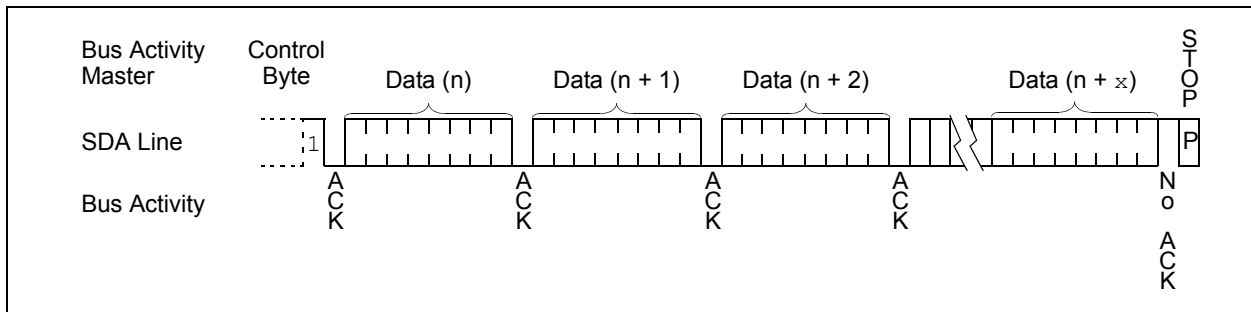 Bus Activity
Master
Control
Byte
Data (n)
Data (n + 1)
Data (n + 2)
Data (n + x)
STOP
SDA Line
1
P
Bus Activity
ACK
ACK
ACK
ACK
No ACK